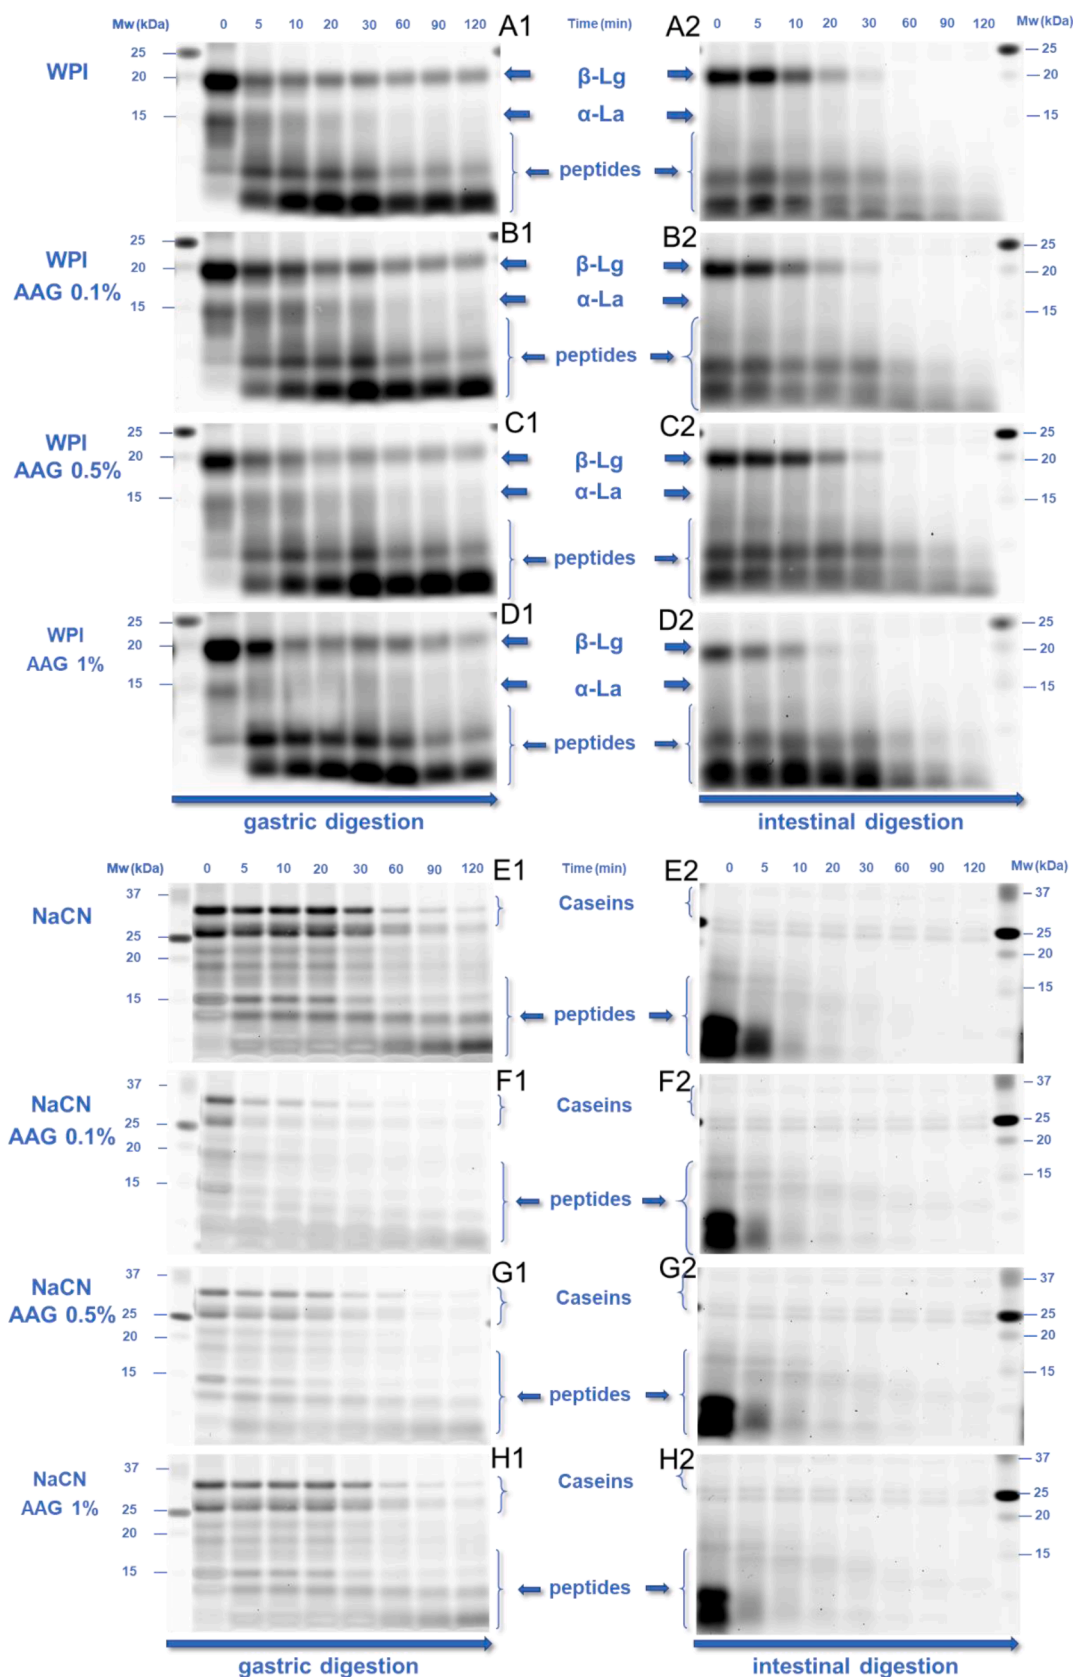 Mw (kDa) 0 5 10 20 30 60 90 120 A1 Time (min) A2 0 5 10 20 30 60 90 120 Mw (kDa)
WPI 25 20 15 β-Lg α-La peptides 25 20 15
WPI AAG 0.1% 25 20 15 B1 β-Lg α-La peptides B2 25 20 15
WPI AAG 0.5% 25 20 15 C1 β-Lg α-La peptides C2 25 20 15
WPI AAG 1% 25 20 15 D1 β-Lg α-La peptides D2 25 20 15
gastric digestion intestinal digestion
Mw (kDa) 0 5 10 20 30 60 90 120 E1 Time (min) E2 0 5 10 20 30 60 90 120 Mw (kDa)
NaCN 37 25 20 15 Caseins peptides 37 25 20 15
NaCN AAG 0.1% 37 25 20 15 F1 Caseins peptides F2 37 25 20 15
NaCN AAG 0.5% 37 25 20 15 G1 Caseins peptides G2 37 25 20 15
NaCN AAG 1% 37 25 20 15 H1 Caseins peptides H2 37 25 20 15
gastric digestion intestinal digestion